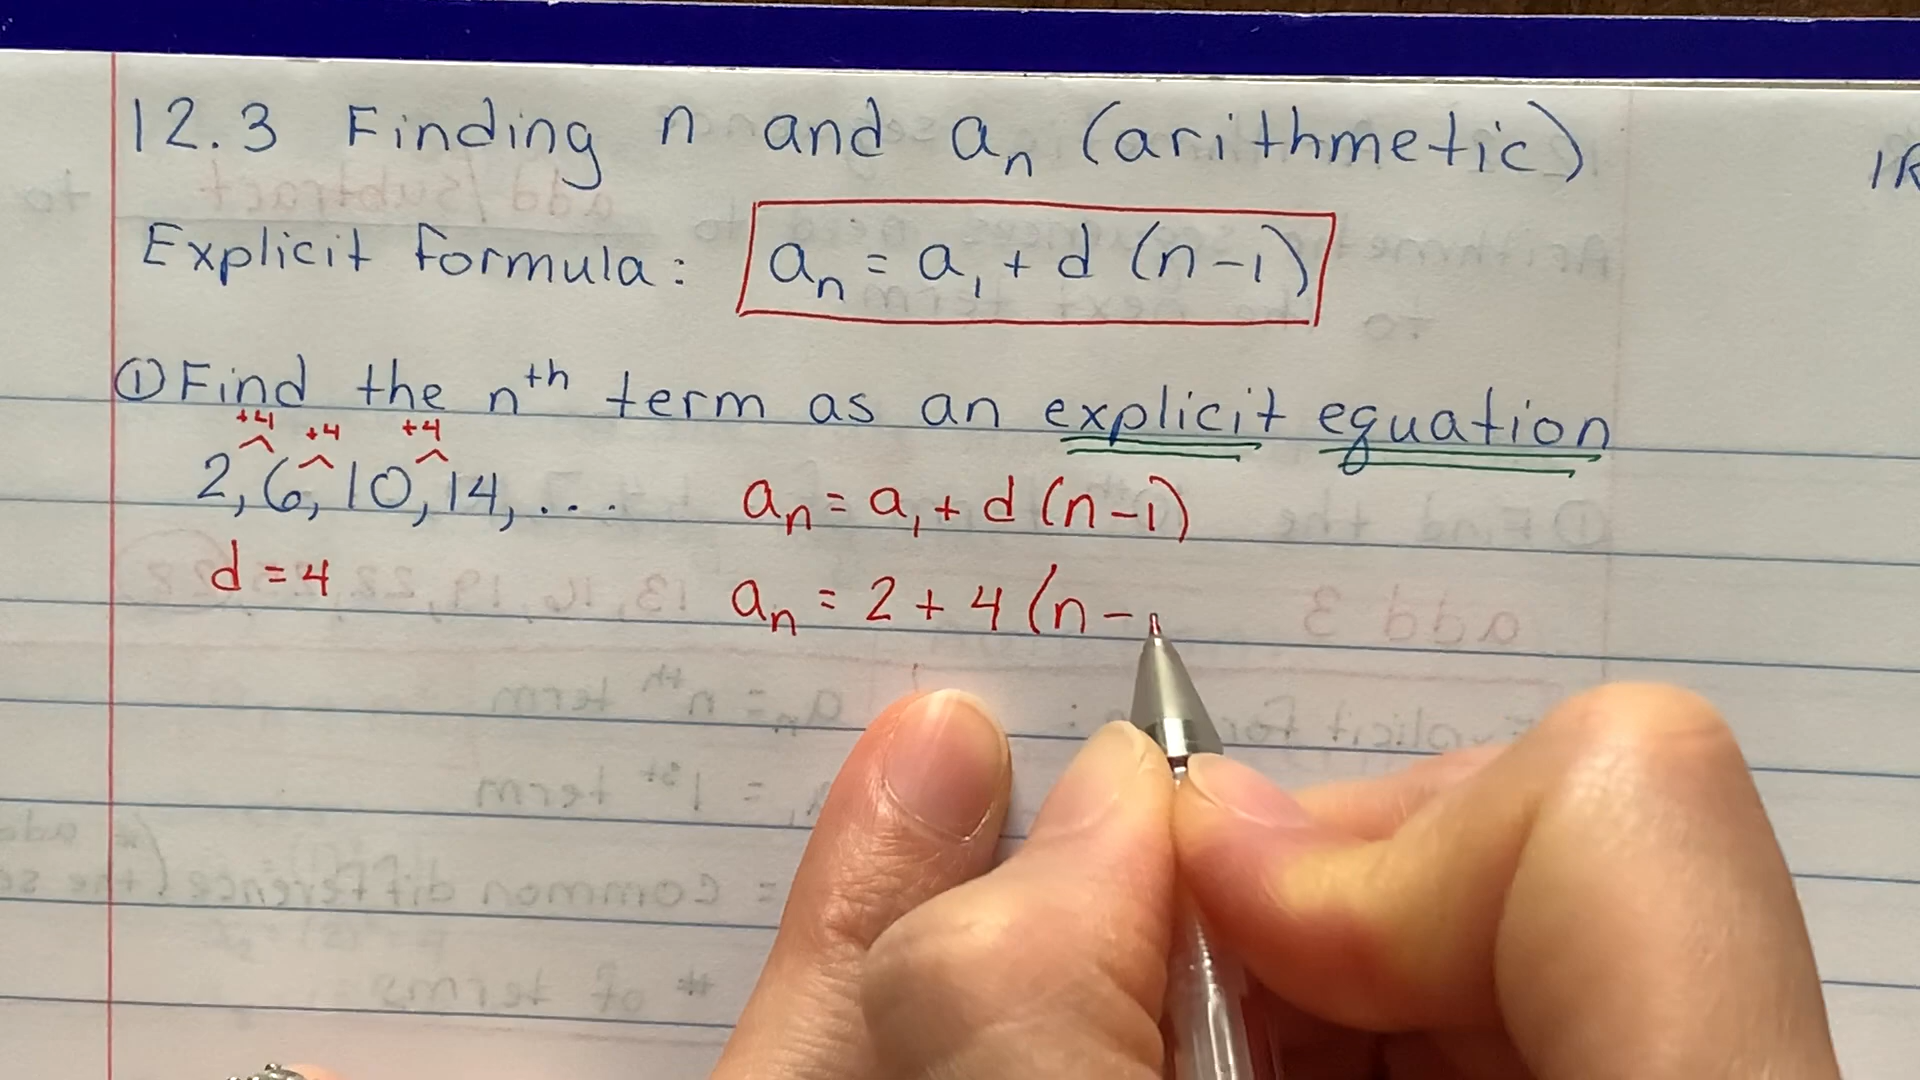 12.3 Finding n and aₙ (arithmetic)
Explicit formula: aₙ = a₁ + d (n-1)
① Find the nᵗʰ term as an explicit equation
+4 +4 +4
2, 6, 10, 14, ... aₙ = a₁ + d (n-1)
d = 4 aₙ = 2 + 4 (n -